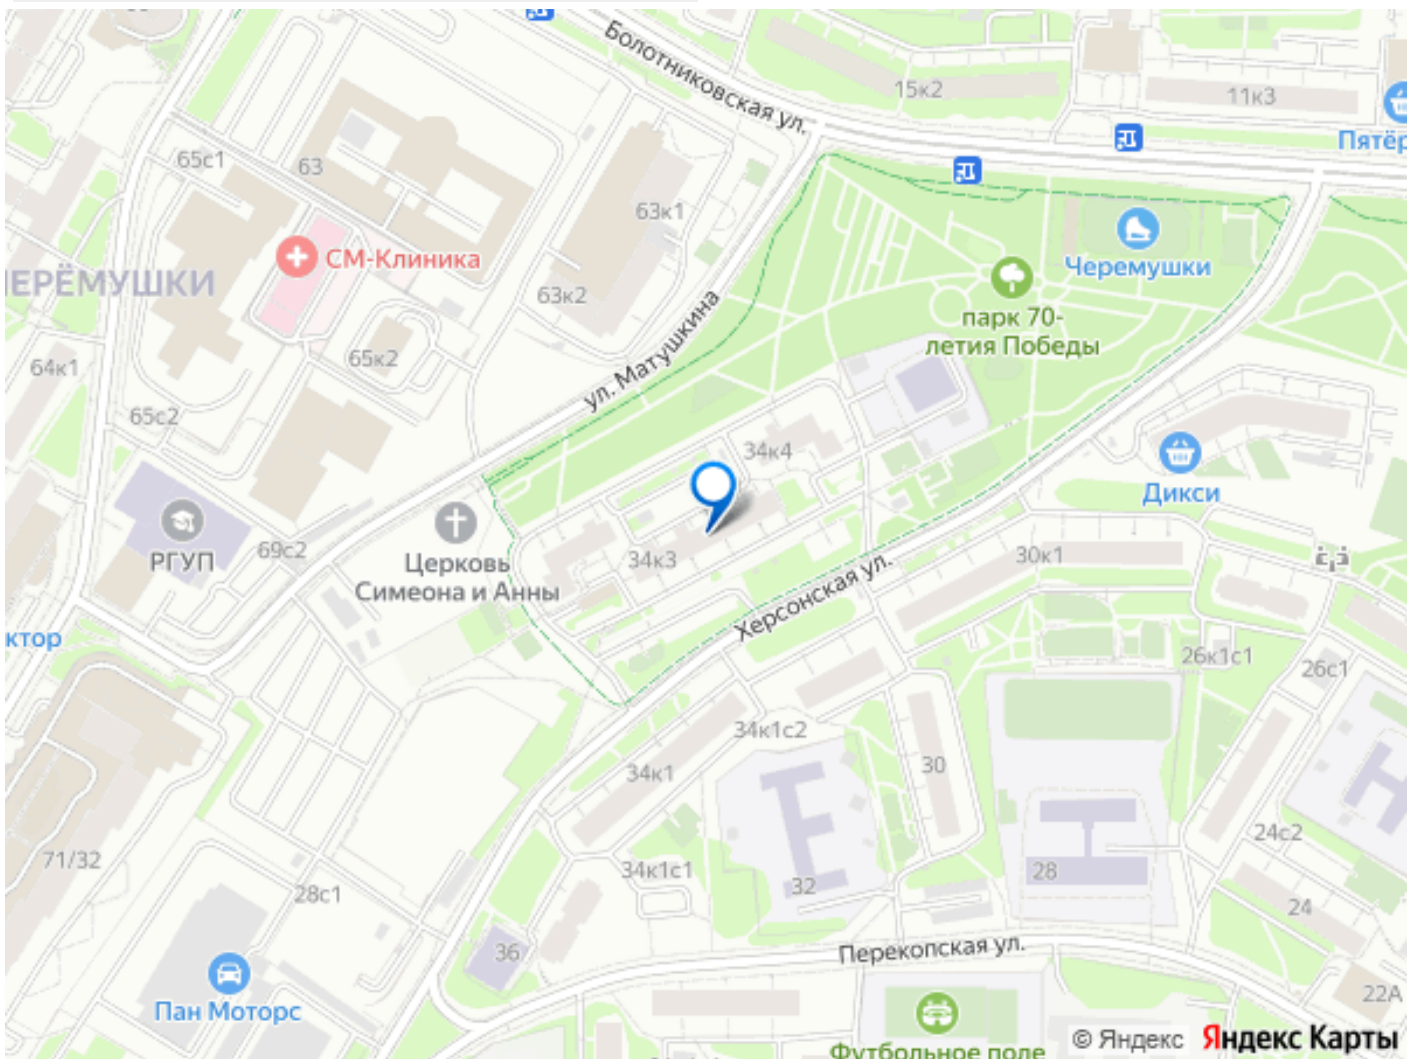 Болотниковская ул.
15к2
11к3
Пятёр
65с1
63
63к1
СМ-Клиника
ЕРЁМУШКИ
Черемушки
63к2
парк 70-
летия Победы
ул. Матушкина
65к2
64к1
65с2
34к4
Дикси
РГУП
69с2
Церковь
Симеона и Анны
34к3
Херсонская ул.
30к1
ктор
26к1с1
26с1
34к1с2
34к1
30
71/32
28с1
34к1с1
32
28
24с2
24
36
Перекопская ул.
Пан Моторс
22А
Футбольное поле
© Яндекс Яндекс Карты